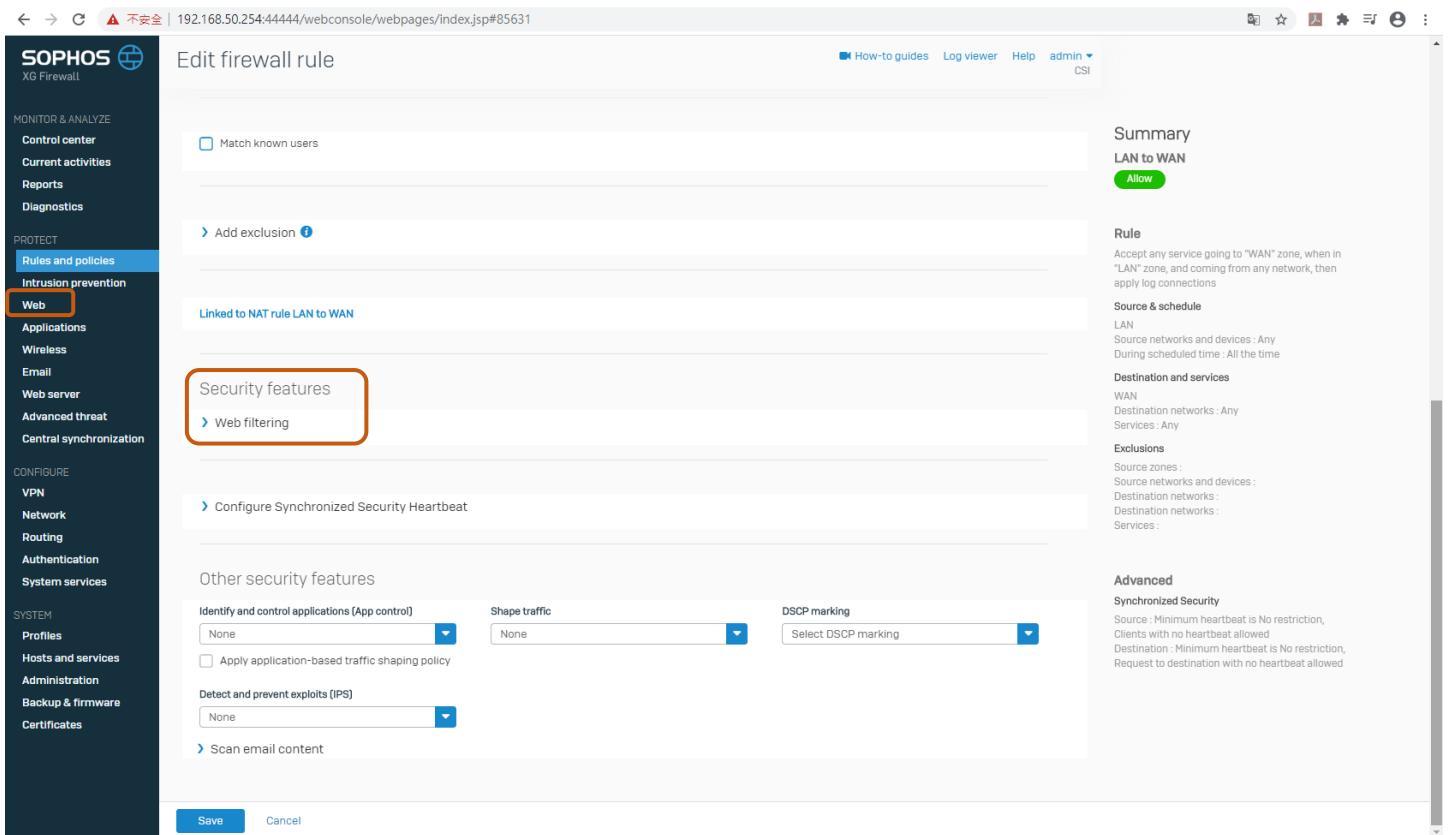 不安全 | 192.168.50.254:44444/webconsole/webpages/index.jsp#85631
SOPHOS
XG Firewall
MONITOR & ANALYZE
Control center
Current activities
Reports
Diagnostics
PROTECT
Rules and policies
Intrusion prevention
Web
Applications
Wireless
Email
Web server
Advanced threat
Central synchronization
CONFIGURE
VPN
Network
Routing
Authentication
System services
SYSTEM
Profiles
Hosts and services
Administration
Backup & firmware
Certificates
Edit firewall rule
How-to guides Log viewer Help admin
CSI
Match known users
Add exclusion
Linked to NAT rule LAN to WAN
Security features
Web filtering
Configure Synchronized Security Heartbeat
Other security features
Identify and control applications (App control) Shape traffic DSCP marking
None None Select DSCP marking
Apply application-based traffic shaping policy
Detect and prevent exploits (IPS)
None
Scan email content
Save Cancel
Summary
LAN to WAN
Allow
Rule
Accept any service going to "WAN" zone, when in
"LAN" zone, and coming from any network, then
apply log connections
Source & schedule
LAN
Source networks and devices : Any
During scheduled time : All the time
Destination and services
WAN
Destination networks : Any
Services : Any
Exclusions
Source zones :
Source networks and devices :
Destination networks :
Destination networks :
Services :
Advanced
Synchronized Security
Source : Minimum heartbeat is No restriction,
Clients with no heartbeat allowed
Destination : Minimum heartbeat is No restriction,
Request to destination with no heartbeat allowed